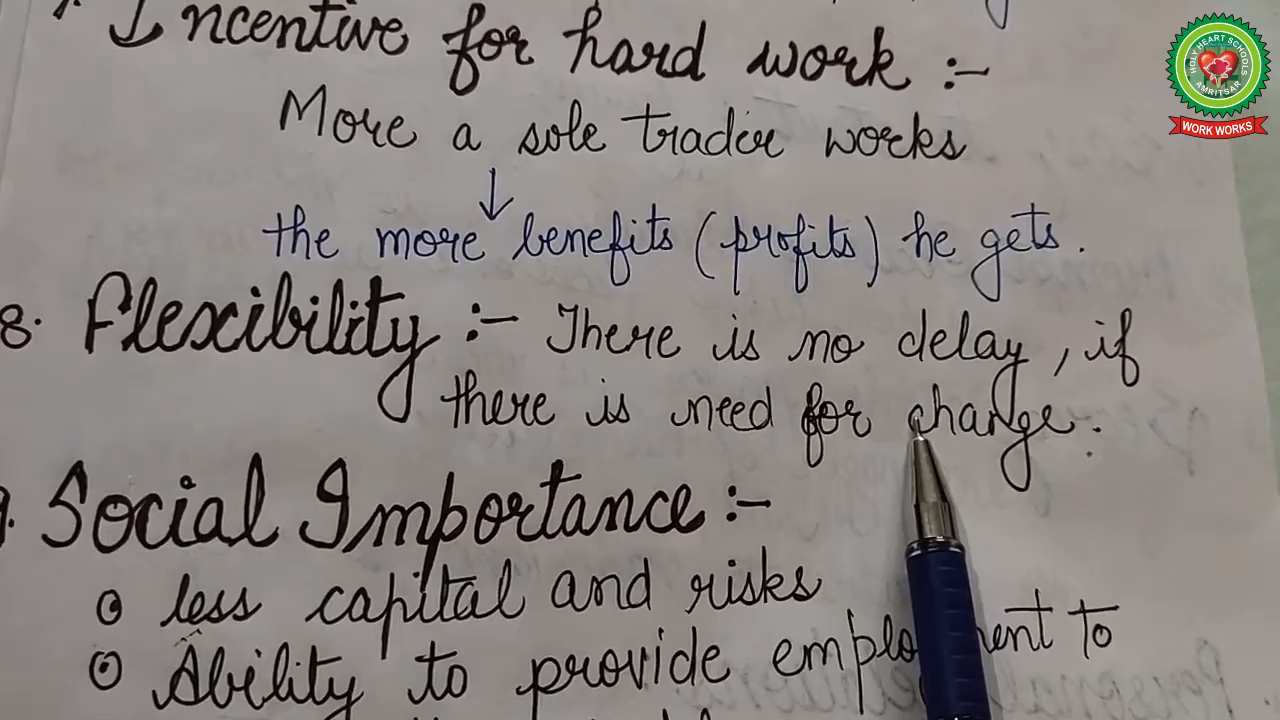 Incentive for hard work :-
More a sole trader works
↓
the more benefits (profits) he gets.
8. Flexibility :- There is no delay, if
there is need for change.
9. Social Importance :-
less capital and risks
Ability to provide employment to
HOLY HEART SCHOOLS
AMRITSAR
WORK WORKS